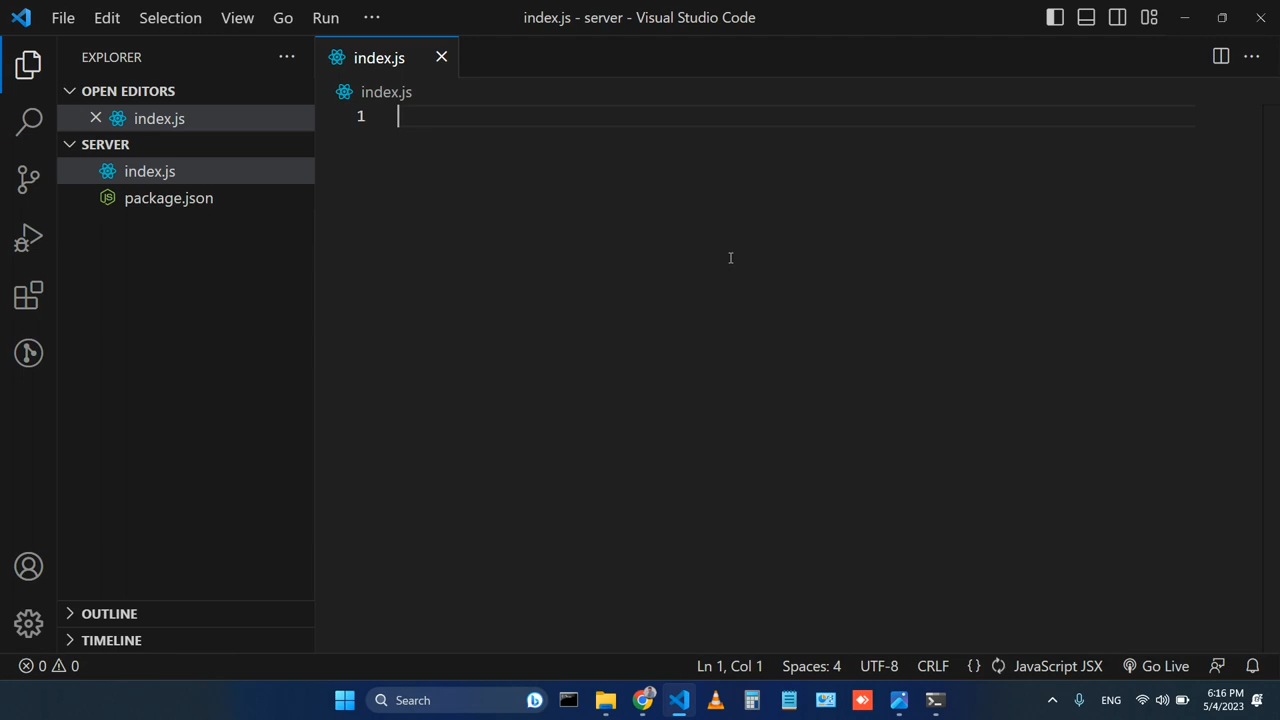 File Edit Selection View Go Run ··· index.js - server - Visual Studio Code
EXPLORER ···
index.js
OPEN EDITORS
index.js
index.js
1
SERVER
index.js
JS package.json
OUTLINE
TIMELINE
0 0 Ln 1, Col 1 Spaces: 4 UTF-8 CRLF {} JavaScript JSX Go Live
Search ENG 6:16 PM
5/4/2023